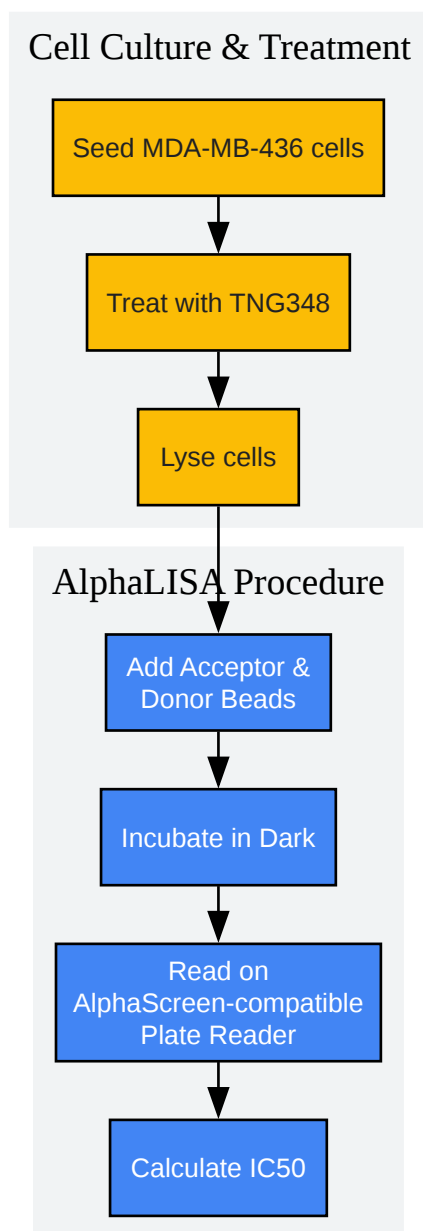 Cell Culture & Treatment
Seed MDA-MB-436 cells
Treat with TNG348
Lyse cells
AlphaLISA Procedure
Add Acceptor &
Donor Beads
Incubate in Dark
Read on
AlphaScreen-compatible
Plate Reader
Calculate IC50